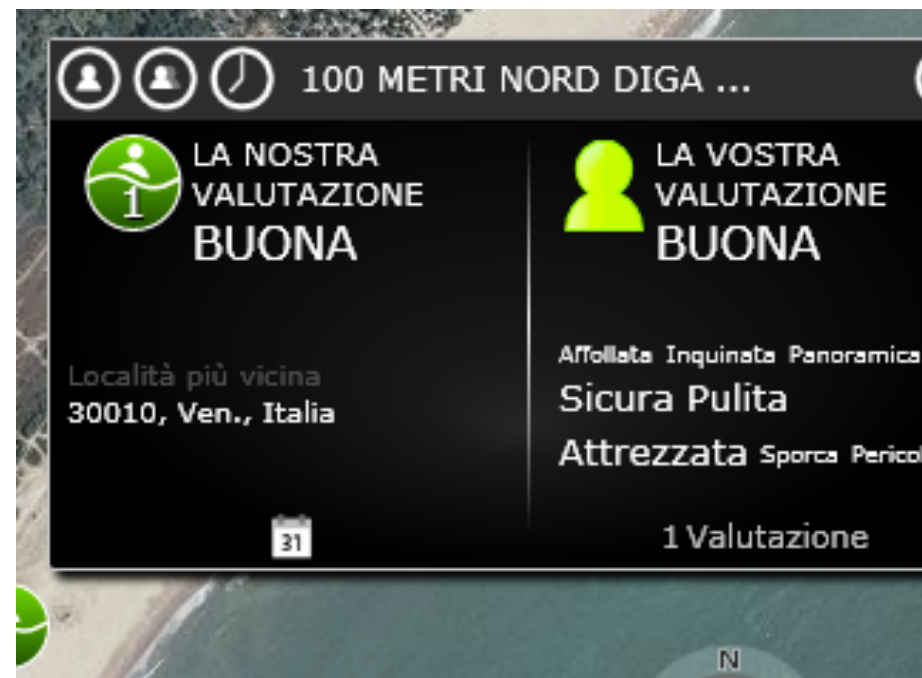 100 METRI NORD DIGA ...
1
LA NOSTRA
VALUTAZIONE
BUONA
Località più vicina
30010, Ven., Italia
31
LA VOSTRA
VALUTAZIONE
BUONA
Affollata Inquinata Panoramica
Sicura Pulita
Attrezzata Sporca
1 Valutazione
N